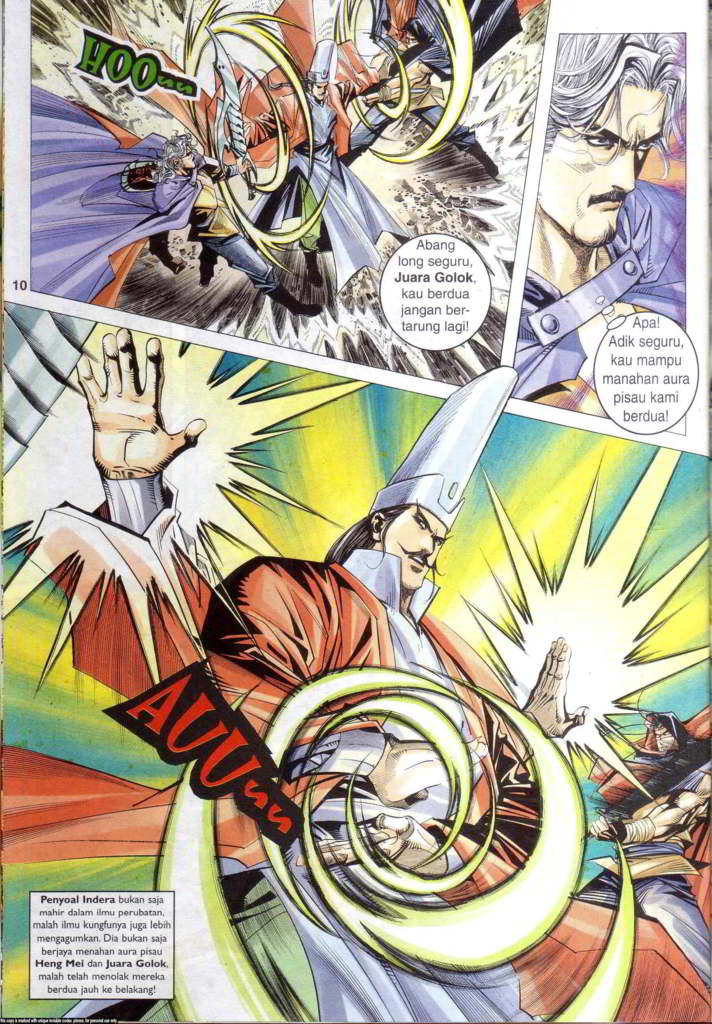 HOOuuu
Abang
long seguru,
Juara Golok,
kau berdua
jangan ber-
tarung lagi!
10
Apa!
Adik seguru,
kau mampu
manahan aura
pisau kami
berdua!
AUUuuu
Penyoal Indera bukan saja
mahir dalam ilmu perubatan,
malah ilmu kungfunya juga lebih
mengagumkan. Dia bukan saja
berjaya menahan aura pisau
Heng Mei dan Juara Golok,
malah telah menolak mereka
berdua jauh ke belakang!